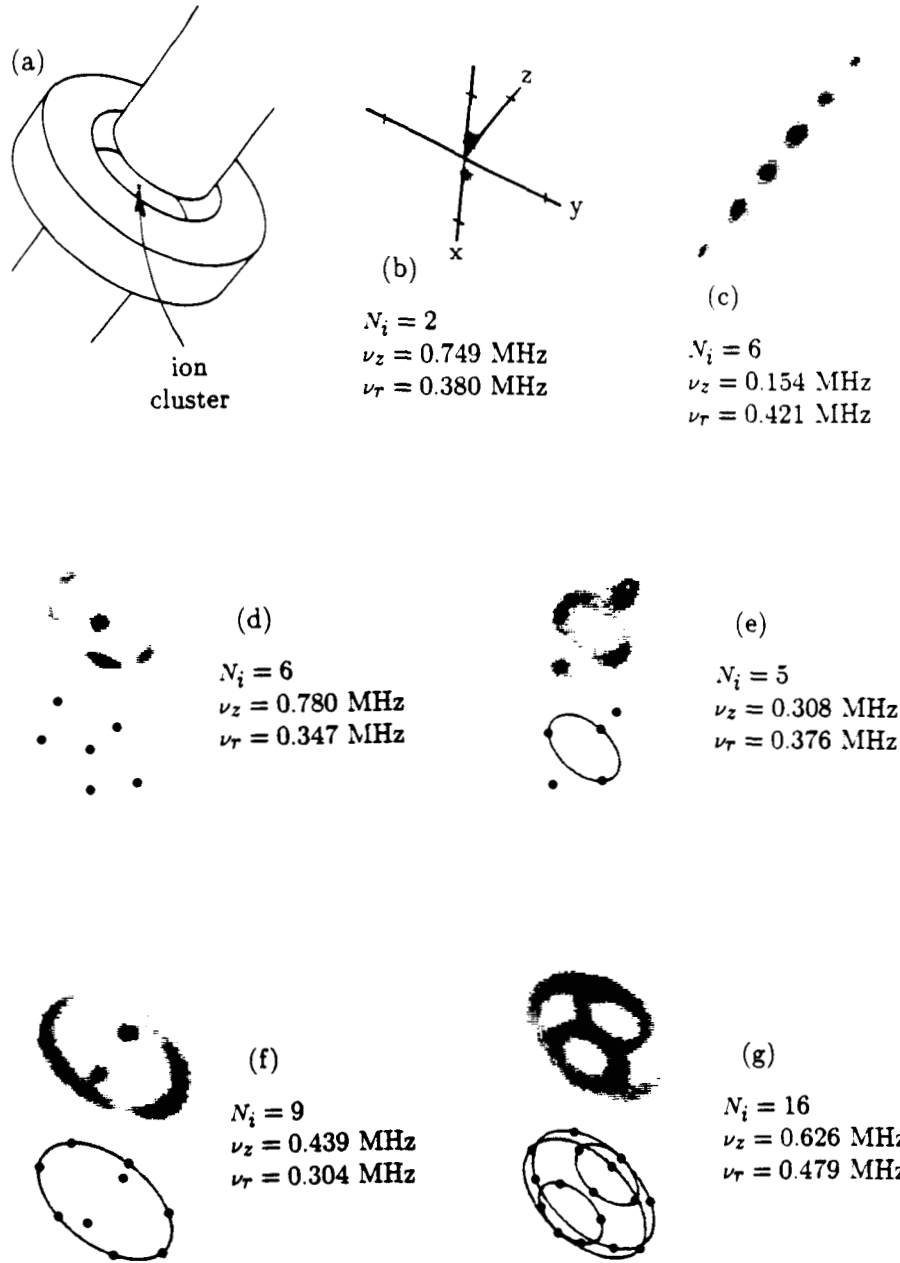 (a)
ion
cluster
z
y
x
(b)
N_i = 2
ν_z = 0.749 MHz
ν_r = 0.380 MHz
(c)
N_i = 6
ν_z = 0.154 MHz
ν_r = 0.421 MHz
(d)
N_i = 6
ν_z = 0.780 MHz
ν_r = 0.347 MHz
(e)
N_i = 5
ν_z = 0.308 MHz
ν_r = 0.376 MHz
(f)
N_i = 9
ν_z = 0.439 MHz
ν_r = 0.304 MHz
(g)
N_i = 16
ν_z = 0.626 MHz
ν_r = 0.479 MHz